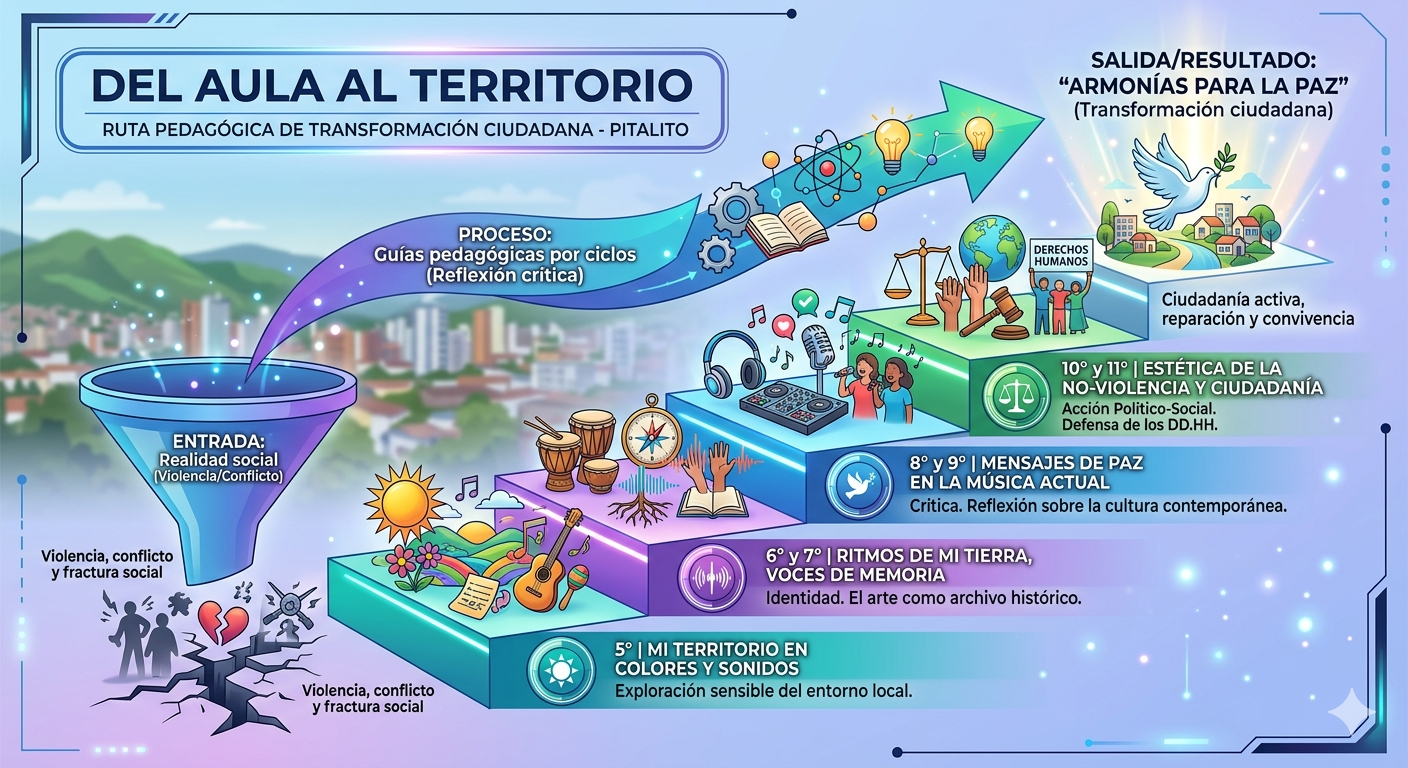 DEL AULA AL TERRITORIO
RUTA PEDAGÓGICA DE TRANSFORMACIÓN CIUDADANA - PITALITO
SALIDA/RESULTADO:
“ARMONÍAS PARA LA PAZ”
(Transformación ciudadana)
PROCESO:
Guías pedagógicas por ciclos
(Reflexión crítica)
DERECHOS
HUMANOS
Ciudadanía activa,
reparación y convivencia
ENTRADA:
Realidad social
(Violencia/Conflicto)
10° y 11° | ESTÉTICA DE LA
NO-VIOLENCIA Y CIUDADANÍA
Acción Político-Social.
Defensa de los DD.HH.
8° y 9° | MENSAJES DE PAZ
EN LA MÚSICA ACTUAL
Crítica. Reflexión sobre la cultura contemporánea.
6° y 7° | RITMOS DE MI TIERRA,
VOCES DE MEMORIA
Identidad. El arte como archivo histórico.
5° | MI TERRITORIO EN
COLORES Y SONIDOS
Exploración sensible del entorno local.
Violencia, conflicto
y fractura social
Violencia, conflicto
y fractura social